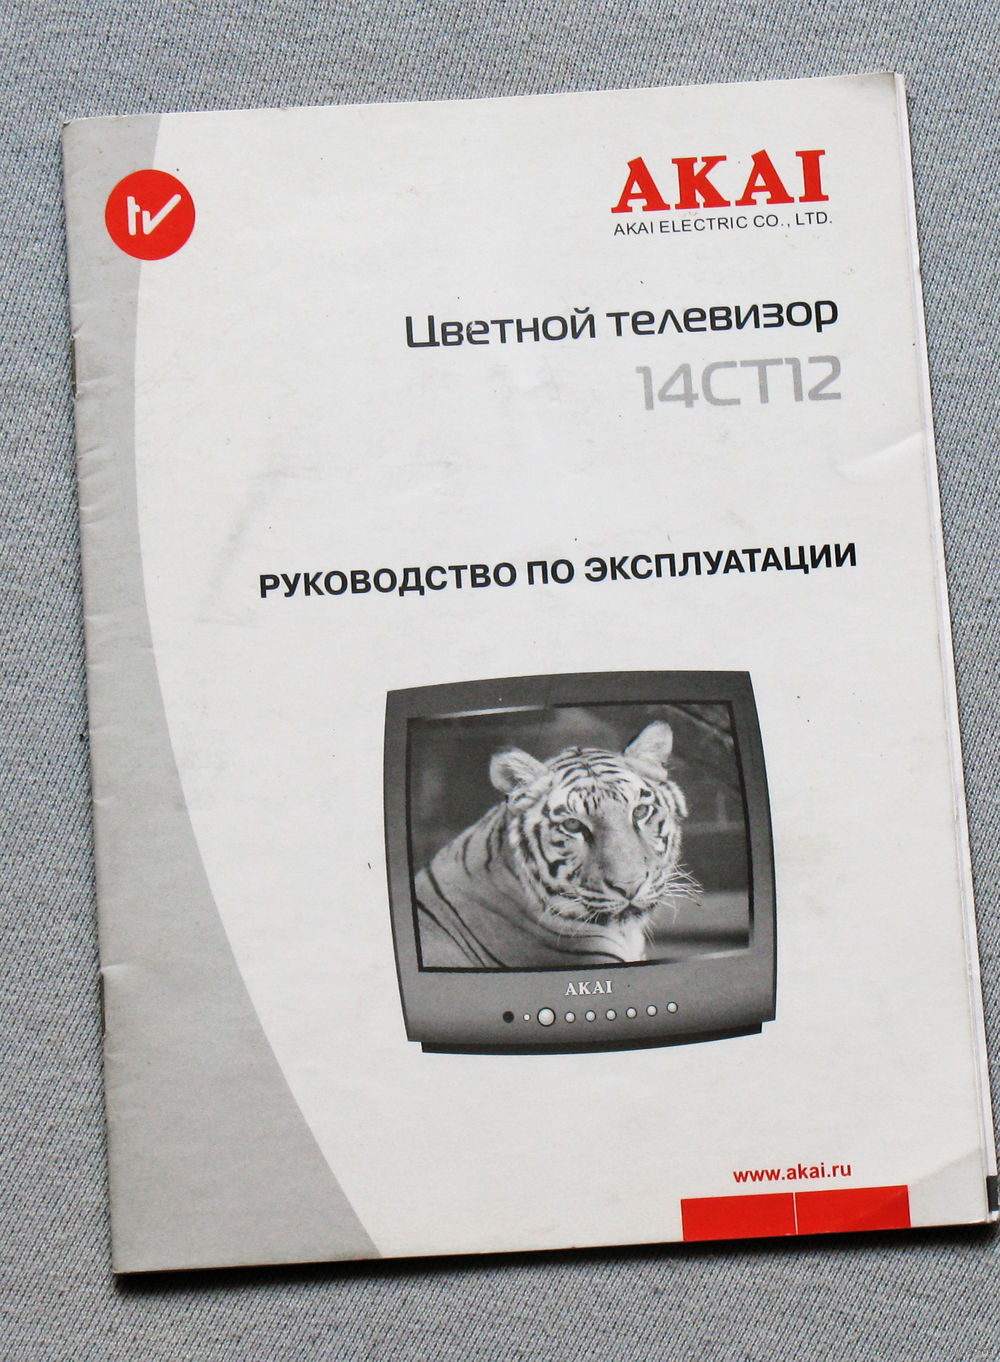 tv
AKAI
AKAI ELECTRIC CO., LTD.
Цветной телевизор
14CT12
РУКОВОДСТВО ПО ЭКСПЛУАТАЦИИ
AKAI
www.akai.ru